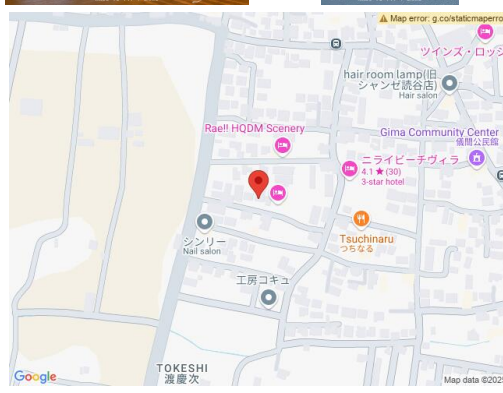 Map error: g.co/staticmaperro
ツインズ・ロッジ
hair room lamp(旧
シャンゼ読谷店)
Hair salon
Rae!! HQDM Scenery
Gima Community Center
儀間公民館
ニライビーチヴィラ
4.1 ★ (30)
3-star hotel
Tsuchinaru
つちなる
シンリー
Nail salon
工房コキュ
TOKESHI
渡慶次
Google
Map data ©2025